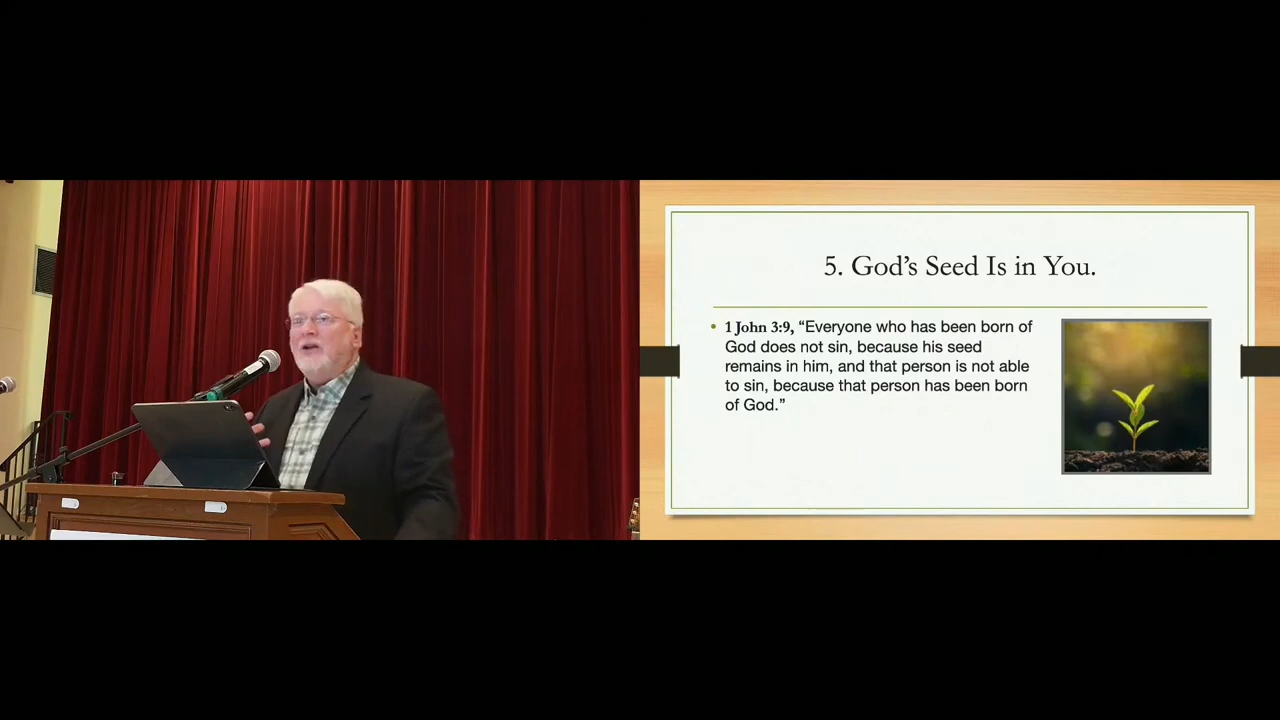 5. God’s Seed Is in You.
• 1 John 3:9, “Everyone who has been born of
God does not sin, because his seed
remains in him, and that person is not able
to sin, because that person has been born
of God.”